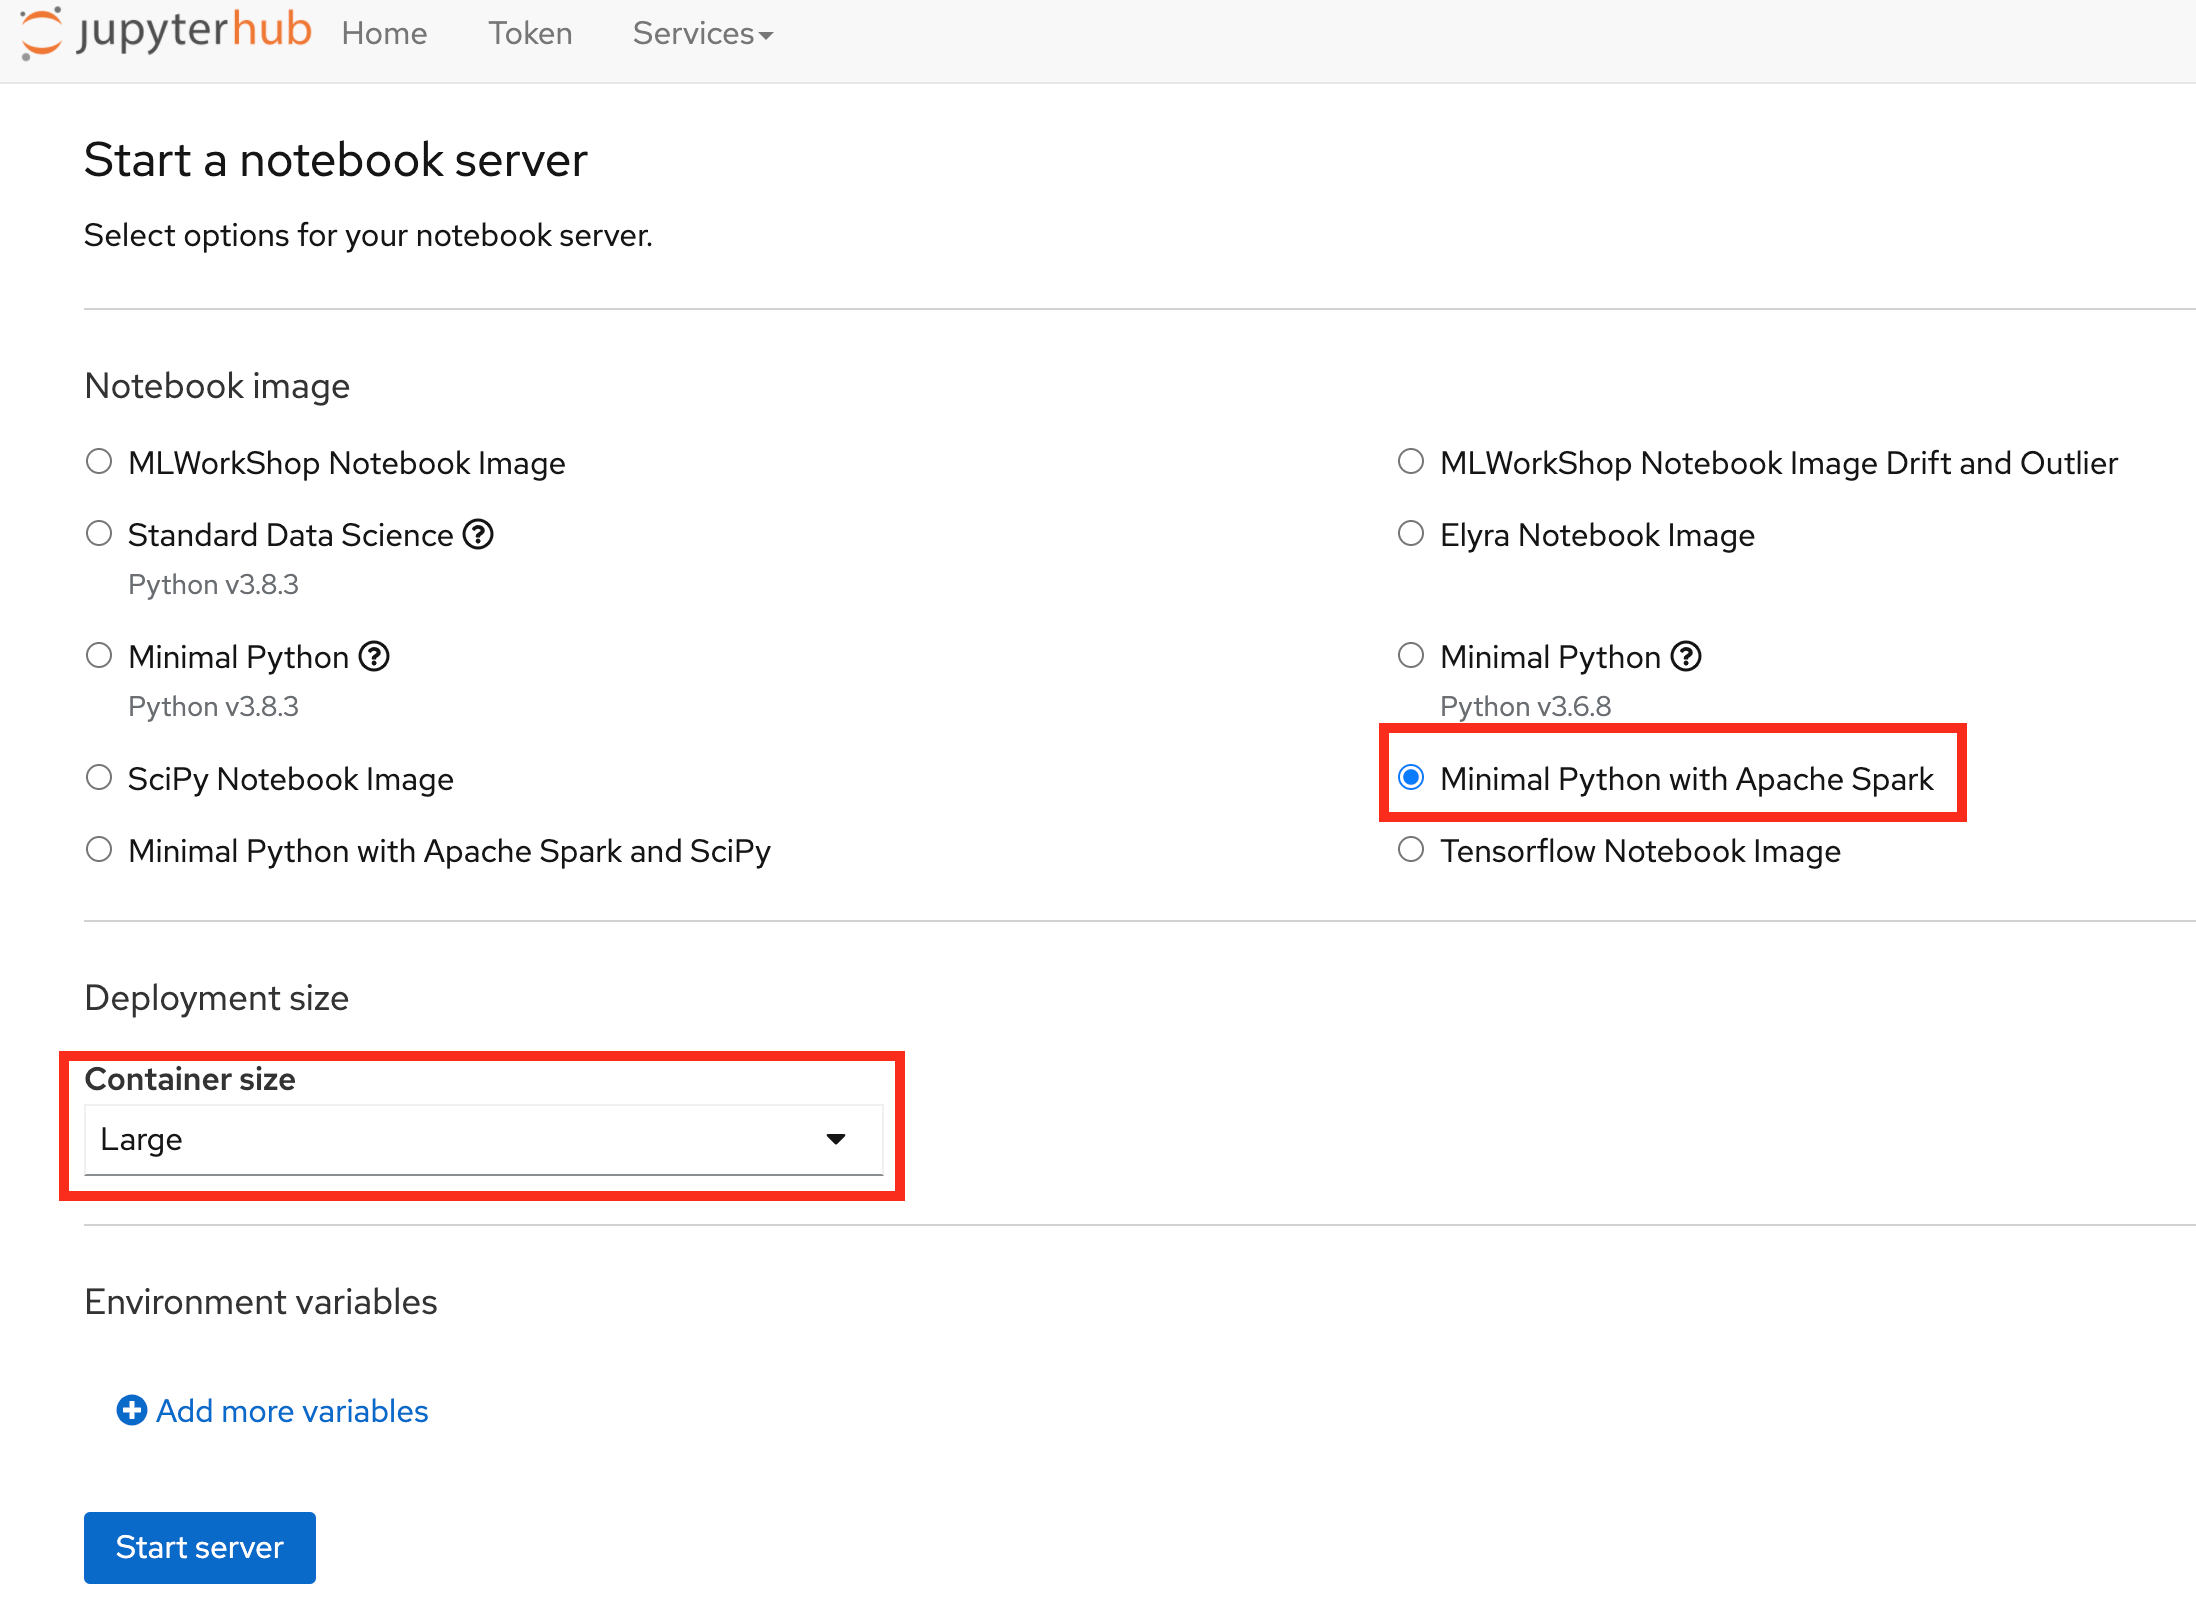 jupyterhub Home Token Services
Start a notebook server
Select options for your notebook server.
Notebook image
MLWorkShop Notebook Image
MLWorkShop Notebook Image Drift and Outlier
Standard Data Science ?
Python v3.8.3
Elyra Notebook Image
Minimal Python ?
Python v3.8.3
Minimal Python ?
Python v3.6.8
SciPy Notebook Image
Minimal Python with Apache Spark
Minimal Python with Apache Spark and SciPy
Tensorflow Notebook Image
Deployment size
Container size
Large
Environment variables
Add more variables
Start server